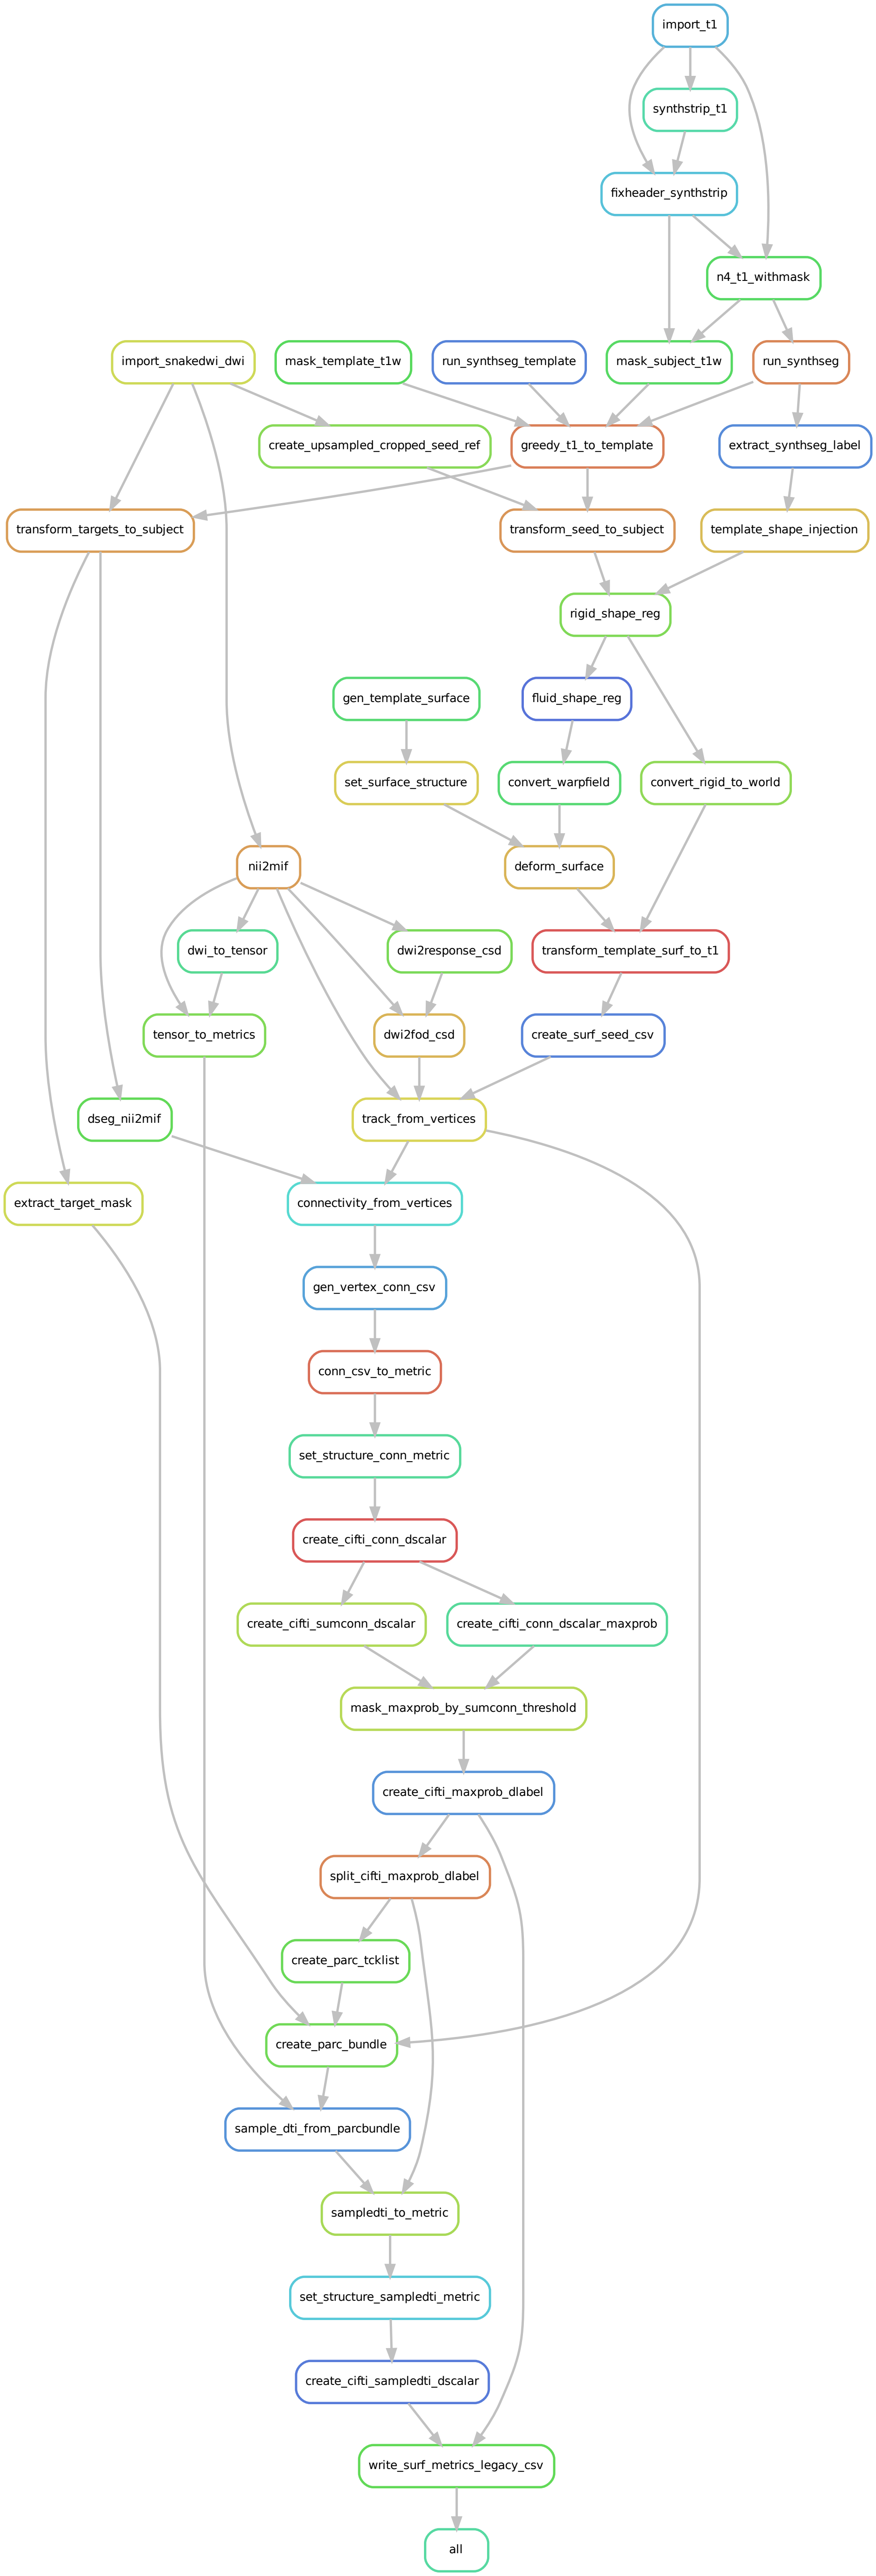 import_t1
synthstrip_t1
fixheader_synthstrip
n4_t1_withmask
import_snakedwi_dwi
mask_template_t1w
run_synthseg_template
mask_subject_t1w
run_synthseg
create_upsampled_cropped_seed_ref
greedy_t1_to_template
extract_synthseg_label
transform_targets_to_subject
transform_seed_to_subject
template_shape_injection
rigid_shape_reg
gen_template_surface
fluid_shape_reg
set_surface_structure
convert_warpfield
convert_rigid_to_world
nii2mif
deform_surface
dwi_to_tensor
dwi2response_csd
transform_template_surf_to_t1
tensor_to_metrics
dwi2fod_csd
create_surf_seed_csv
dseg_nii2mif
track_from_vertices
extract_target_mask
connectivity_from_vertices
gen_vertex_conn_csv
conn_csv_to_metric
set_structure_conn_metric
create_cifti_conn_dscalar
create_cifti_sumconn_dscalar
create_cifti_conn_dscalar_maxprob
mask_maxprob_by_sumconn_threshold
create_cifti_maxprob_dlabel
split_cifti_maxprob_dlabel
create_parc_tcklist
create_parc_bundle
sample_dti_from_parcbundle
sampledti_to_metric
set_structure_sampledti_metric
create_cifti_sampledti_dscalar
write_surf_metrics_legacy_csv
all